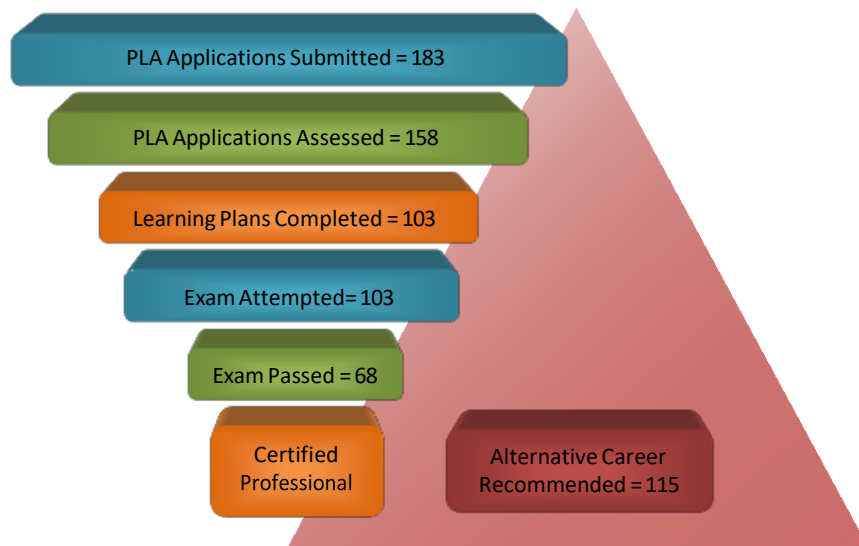 PLA Applications Submitted = 183
PLA Applications Assessed = 158
Learning Plans Completed = 103
Exam Attempted= 103
Exam Passed = 68
Certified
Professional
Alternative Career
Recommended = 115